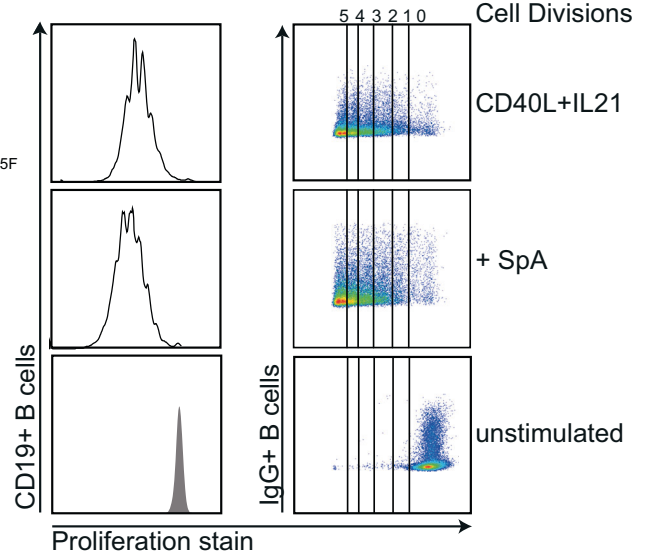 5 4 3 2 1 0
Cell Divisions
CD40L+IL21
5F
+ SpA
CD19+ B cells
IgG+ B cells
unstimulated
Proliferation stain